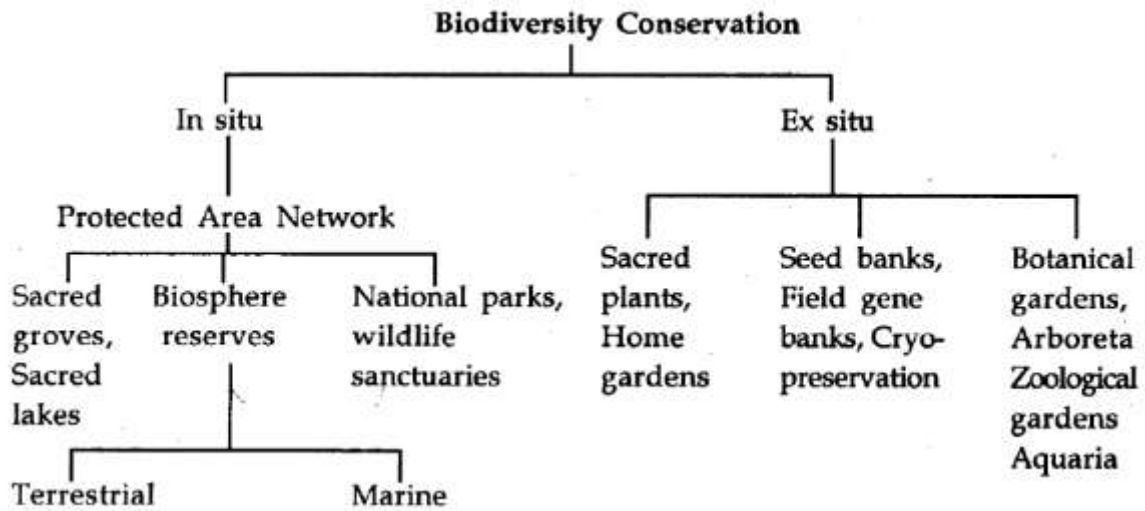 Biodiversity Conservation
In situ
Ex situ
Protected Area Network
Sacred
groves,
Sacred
lakes
Biosphere
reserves
National parks,
wildlife
sanctuaries
Terrestrial
Marine
Sacred
plants,
Home
gardens
Seed banks,
Field gene
banks, Cryo-
preservation
Botanical
gardens,
Arboreta
Zoological
gardens
Aquaria